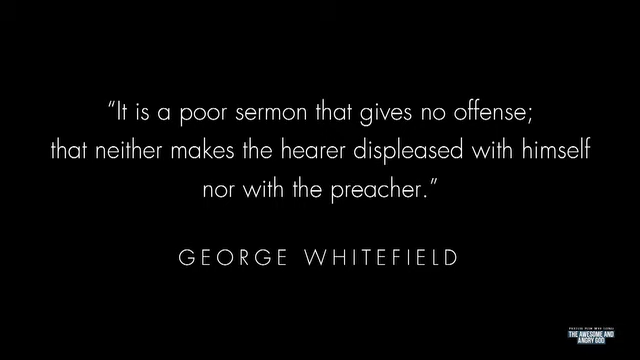 “It is a poor sermon that gives no offense;
that neither makes the hearer displeased with himself
nor with the preacher.”
GEORGE WHITEFIELD
THE AWESOME AND
ANGRY GOD